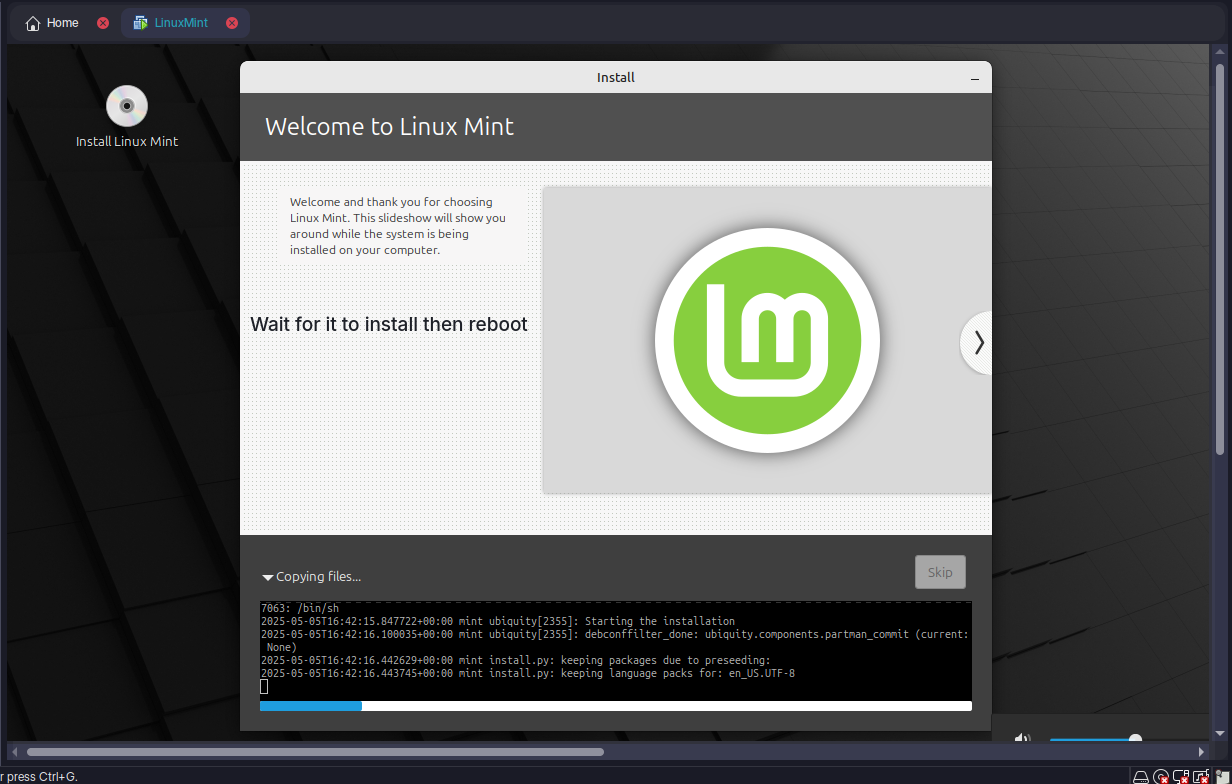 Home
LinuxMint
Install
Install Linux Mint
Welcome to Linux Mint
Welcome and thank you for choosing
Linux Mint. This slideshow will show you
around while the system is being
installed on your computer.
Wait for it to install then reboot
Copying files...
Skip
7063: /bin/sh
2025-05-05T16:42:15.847722+00:00 mint ubiquity[2355]: Starting the installation
2025-05-05T16:42:16.100035+00:00 mint ubiquity[2355]: debconffilter_done: ubiquity.components.partman_commit (current:
None)
2025-05-05T16:42:16.442629+00:00 mint install.py: keeping packages due to preseeding:
2025-05-05T16:42:16.443745+00:00 mint install.py: keeping language packs for: en_US.UTF-8
r press Ctrl+G.